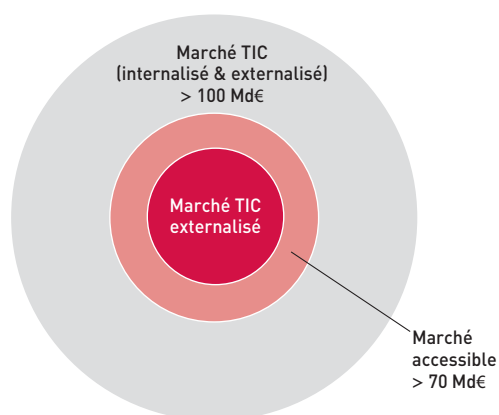 Marché TIC
(internalisé & externalisé)
> 100 Md€
Marché TIC
externalisé
Marché
accessible
> 70 Md€